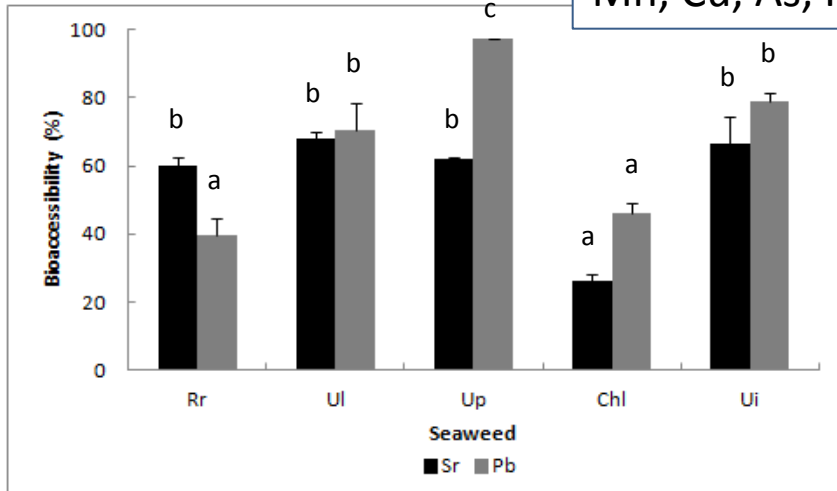 Mn, Cu, As,
Bioaccessibility (%)
100
80
60
40
20
0
b
a
b
b
b
c
a
a
b
b
Rr
Ul
Up
Chl
Ui
Seaweed
Sr
Pb